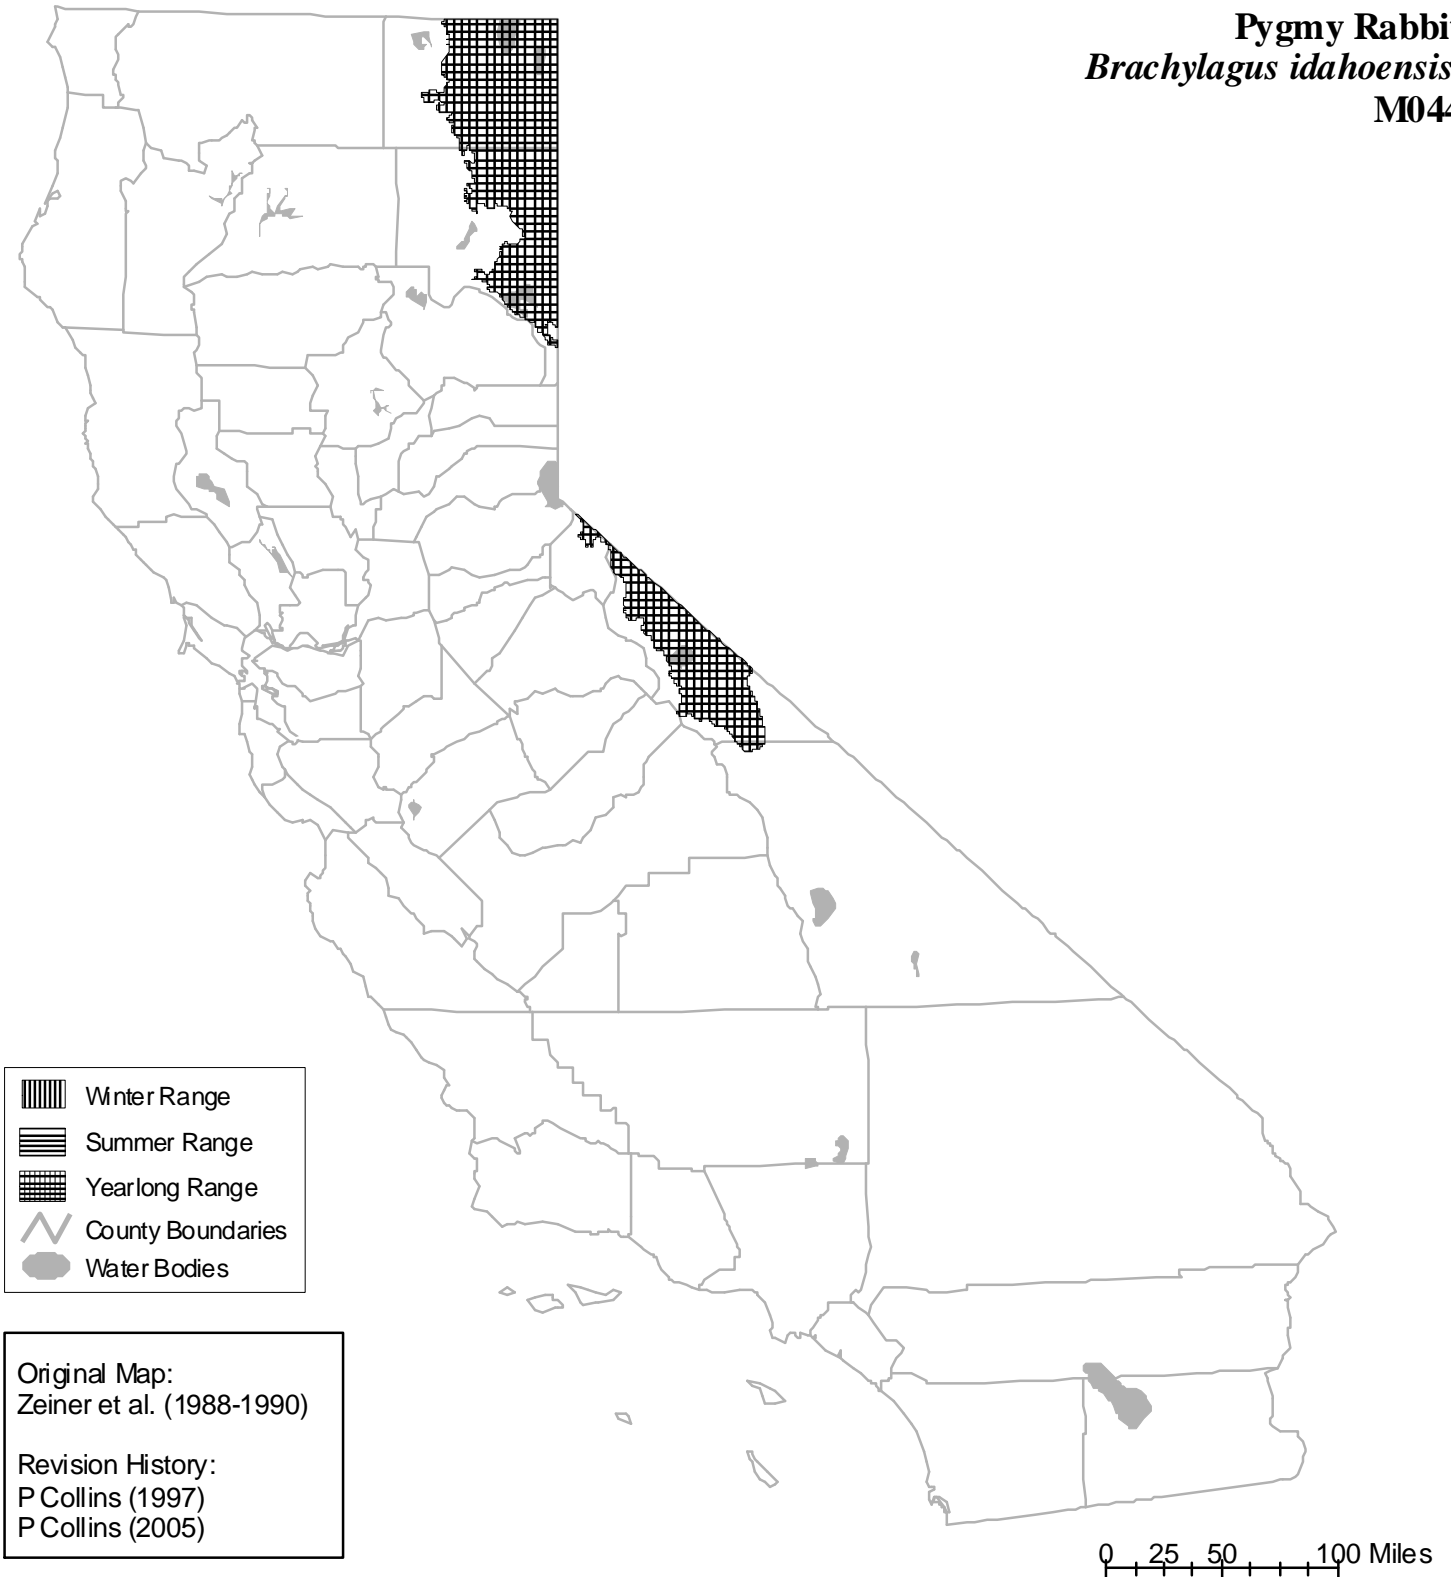 Pygmy Rabbit
Brachylagus idahoensis
M044
Winter Range
Summer Range
Yearlong Range
County Boundaries
Water Bodies
Original Map:
Zeiner et al. (1988-1990)
Revision History:
P Collins (1997)
P Collins (2005)
0 25 50 100 Miles